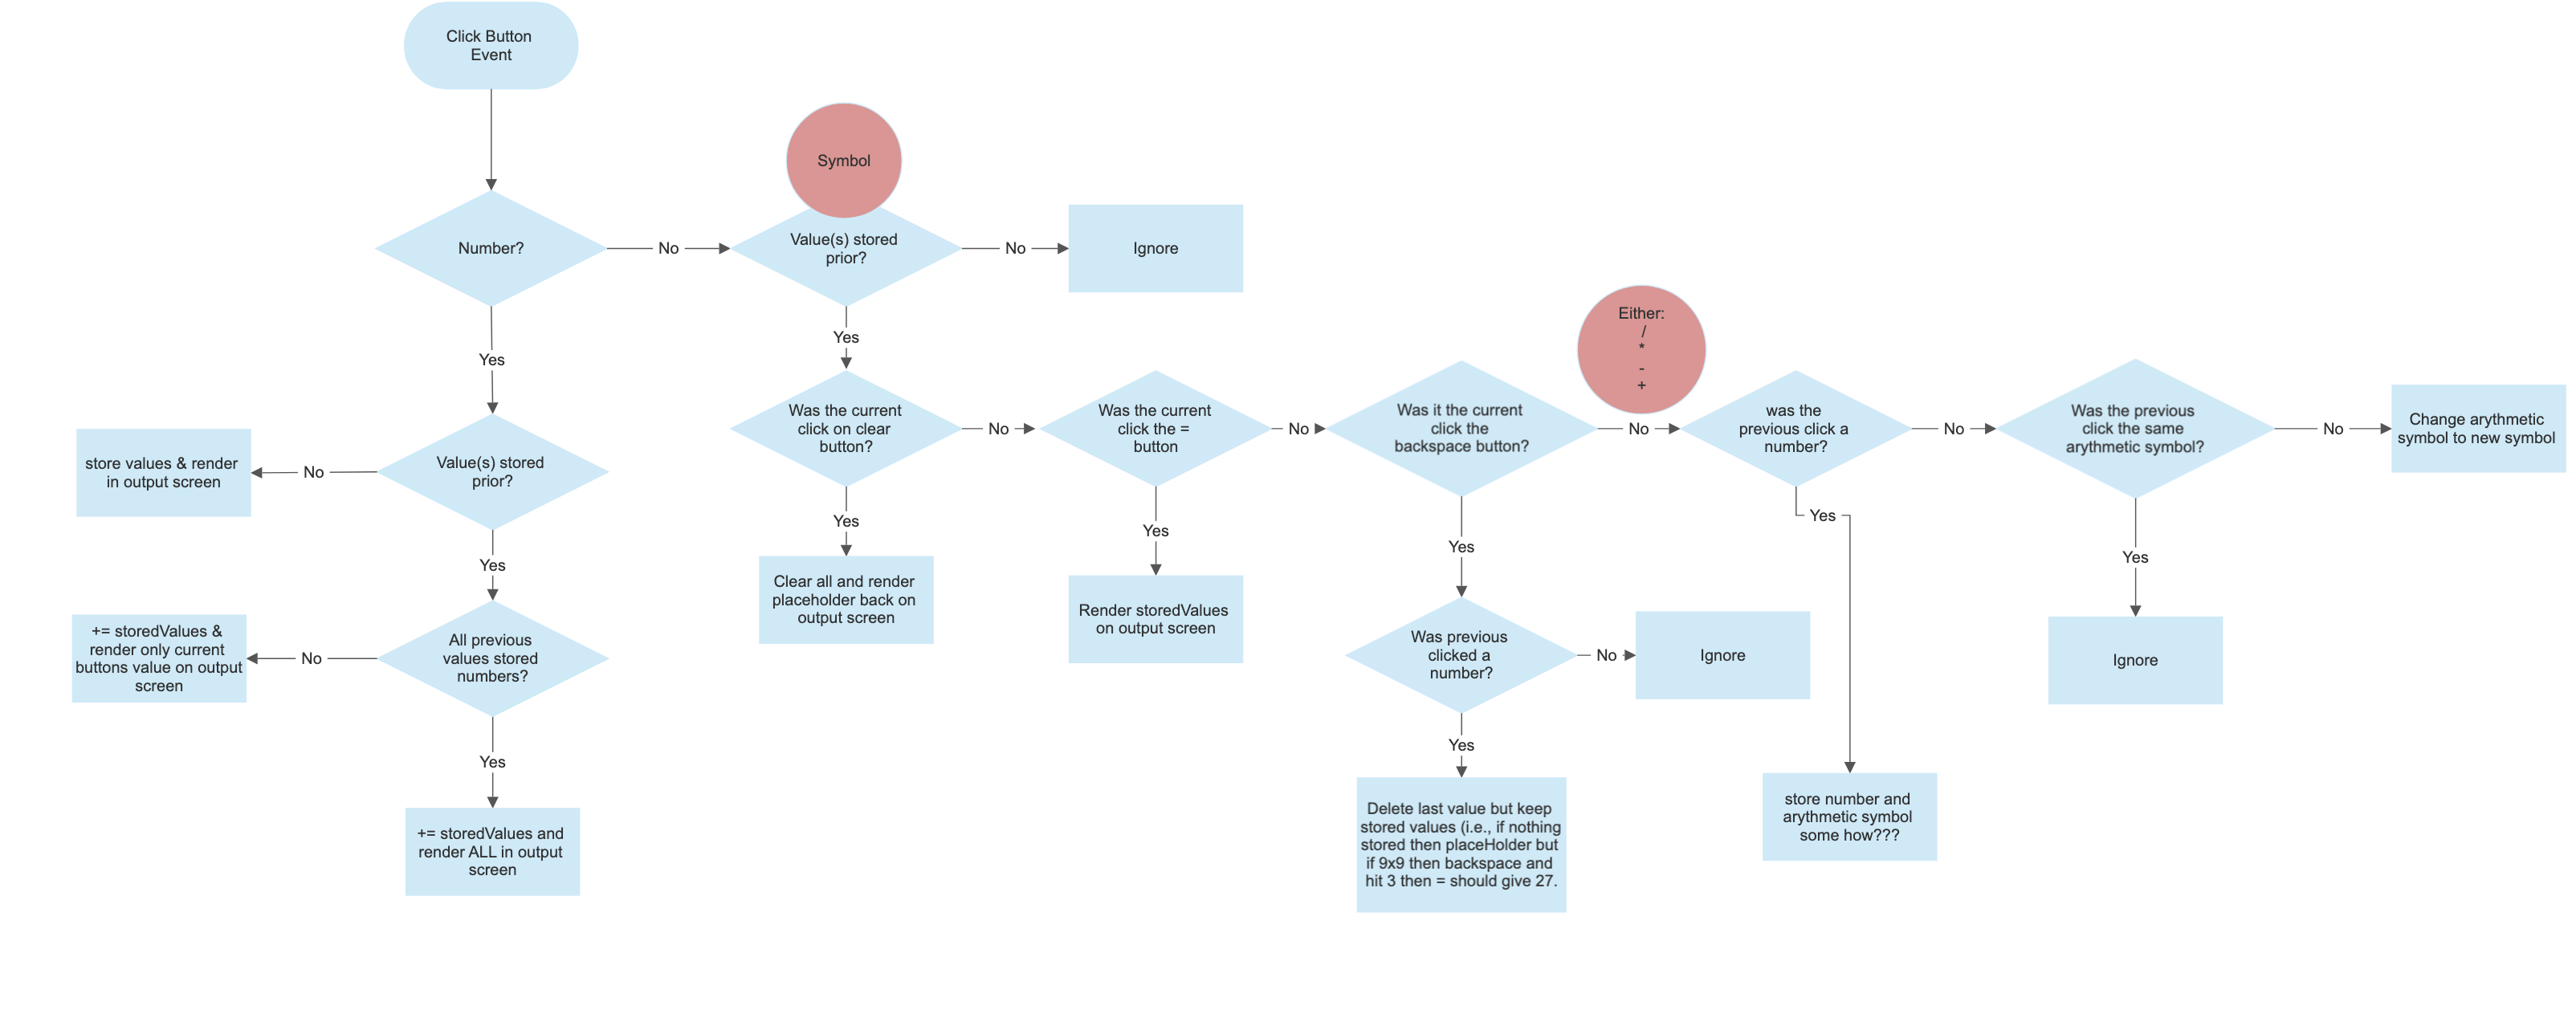 Click Button
Event
Symbol
Number?
No
Value(s) stored
prior?
No
Ignore
Yes
Yes
Either:
/
*
-
+
store values & render
in output screen
No
Value(s) stored
prior?
Was the current
click on clear
button?
No
Was the current
click the =
button
No
Was it the current
click the
backspace button?
No
was the
previous click a
number?
No
Was the previous
click the same
arythmetic symbol?
No
Change arythmetic
symbol to new symbol
Yes
Yes
Yes
Yes
Yes
Yes
+= storedValues &
render only current
buttons value on output
screen
No
All previous
values stored
numbers?
Clear all and render
placeholder back on
output screen
Render storedValues
on output screen
Was previous
clicked a
number?
No
Ignore
Ignore
Yes
Yes
+= storedValues and
render ALL in output
screen
Delete last value but keep
stored values (i.e., if nothing
stored then placeHolder but
if 9x9 then backspace and
hit 3 then = should give 27.
store number and
arythmetic symbol
some how???